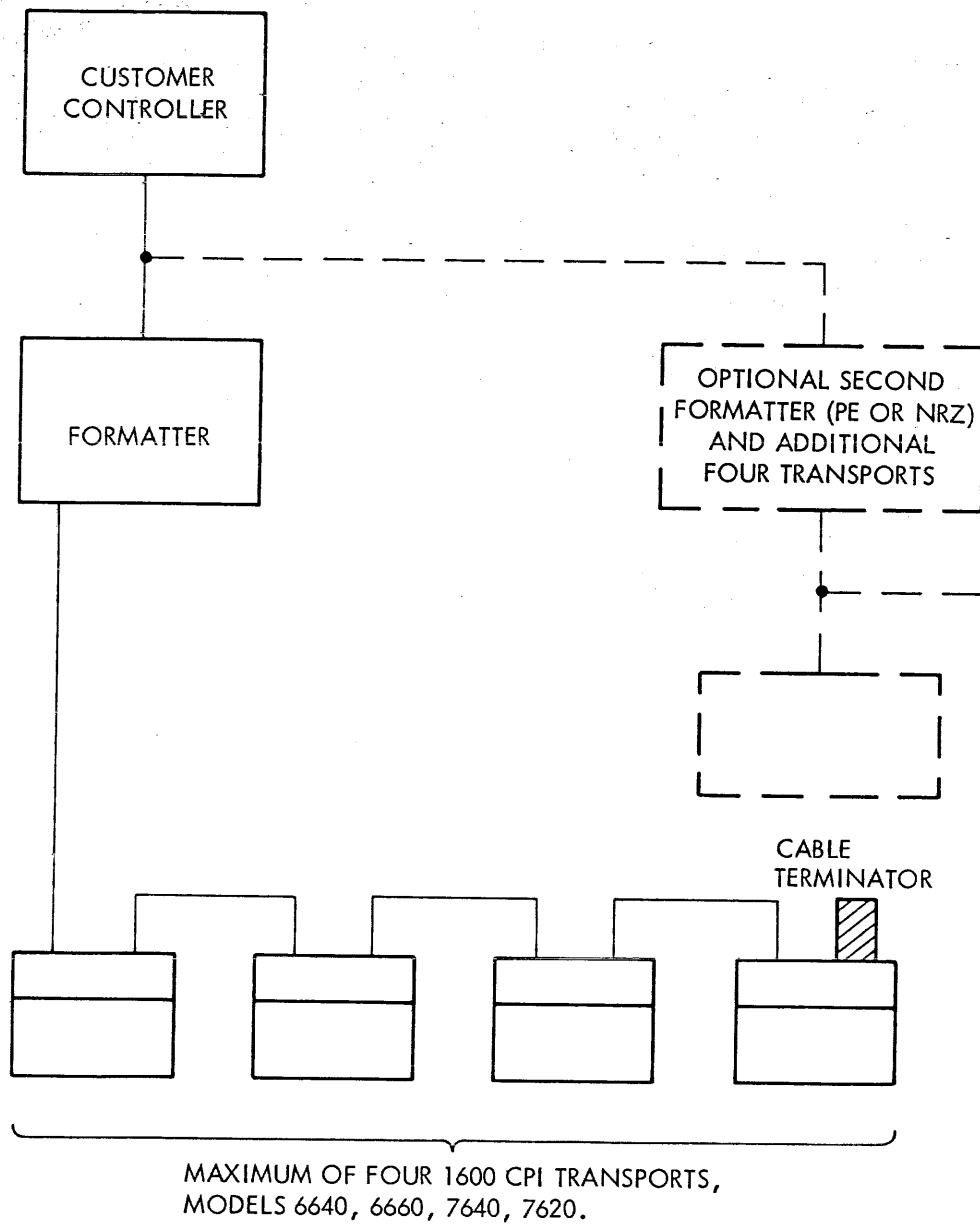 CUSTOMER
CONTROLLER
FORMATTER
OPTIONAL SECOND
FORMATTER (PE OR NRZ)
AND ADDITIONAL
FOUR TRANSPORTS
CABLE
TERMINATOR
MAXIMUM OF FOUR 1600 CPI TRANSPORTS,
MODELS 6640, 6660, 7640, 7620.